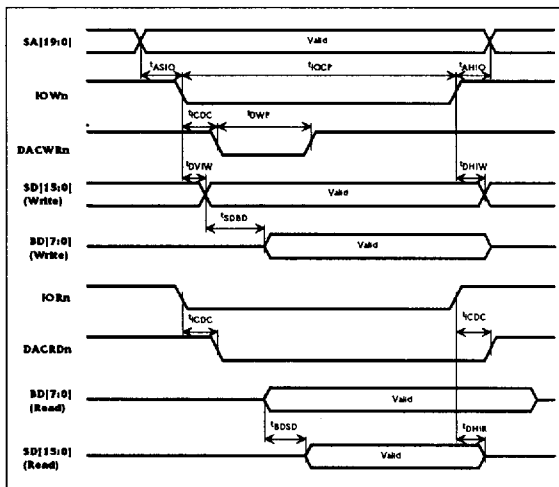 SA[19:0]
Valid
tASIO
tIOCP
tAHIO
IOWn
tICDC
tDWP
DACWRn
tDVIW
tDHIW
SD[15:0]
(Write)
Valid
tSDBD
BD[7:0]
(Write)
Valid
IORn
tICDC
tICDC
DACRDn
BD[7:0]
(Read)
Valid
tBDSD
tDHIR
SD[15:0]
(Read)
Valid